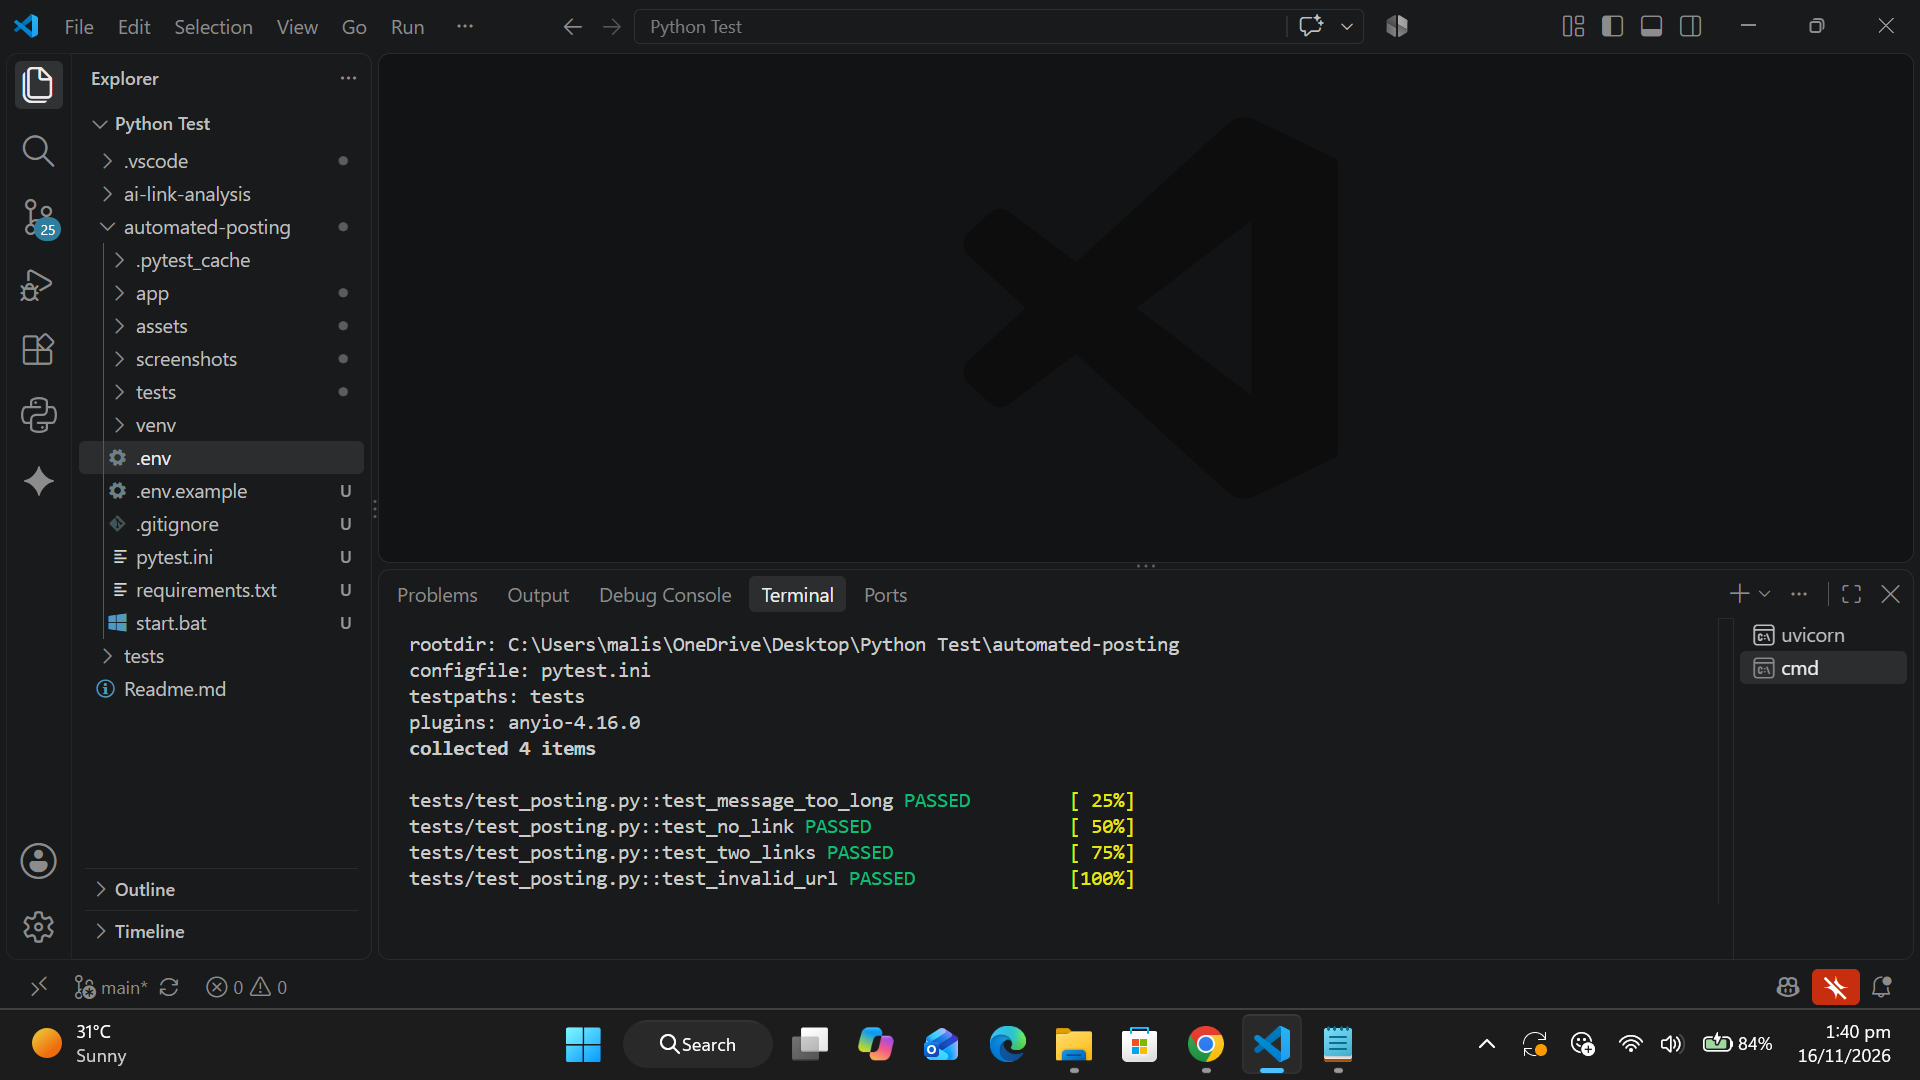 File Edit Selection View Go Run ···
Python Test
Explorer
Python Test
.vscode
ai-link-analysis
25
automated-posting
.pytest_cache
app
assets
screenshots
tests
venv
.env
.env.example U
.gitignore U
pytest.ini U
requirements.txt U
start.bat U
tests
Readme.md
Outline
Timeline
Problems Output Debug Console Terminal Ports
uvicorn
cmd
rootdir: C:\Users\malis\OneDrive\Desktop\Python Test\automated-posting
configfile: pytest.ini
testpaths: tests
plugins: anyio-4.16.0
collected 4 items
tests/test_posting.py::test_message_too_long PASSED [ 25%]
tests/test_posting.py::test_no_link PASSED [ 50%]
tests/test_posting.py::test_two_links PASSED [ 75%]
tests/test_posting.py::test_invalid_url PASSED [100%]
main* 0 0
31°C
Sunny
Search
84%
1:40 pm
16/11/2026